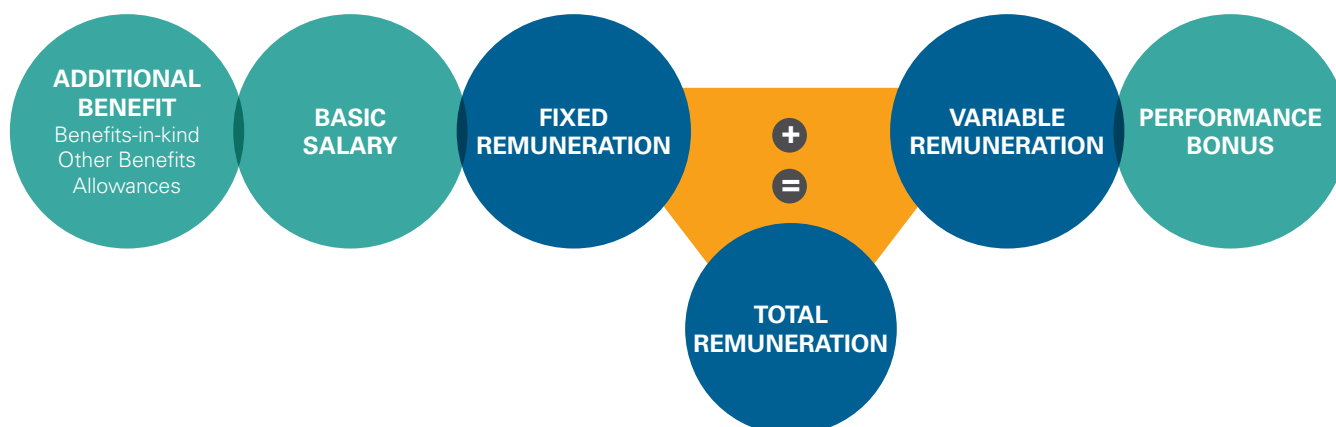 ADDITIONAL
BENEFIT
Benefits-in-kind
Other Benefits
Allowances
BASIC
SALARY
FIXED
REMUNERATION
+
=
VARIABLE
REMUNERATION
PERFORMANCE
BONUS
TOTAL
REMUNERATION